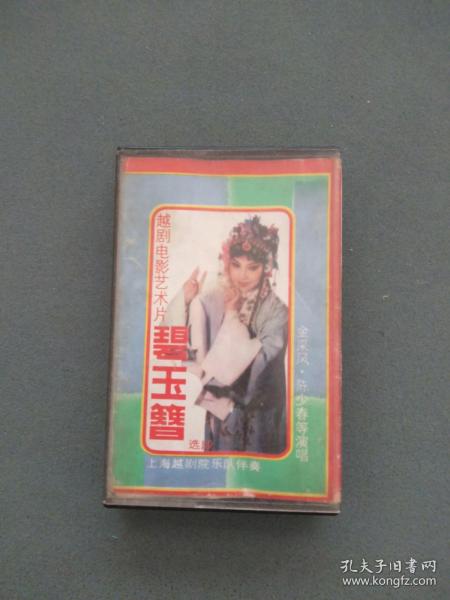 越剧电影艺术片
碧玉簪
选段
金采风·陈少春等演唱
上海越剧院乐队伴奏
孔夫子旧书网
www.kongfz.com